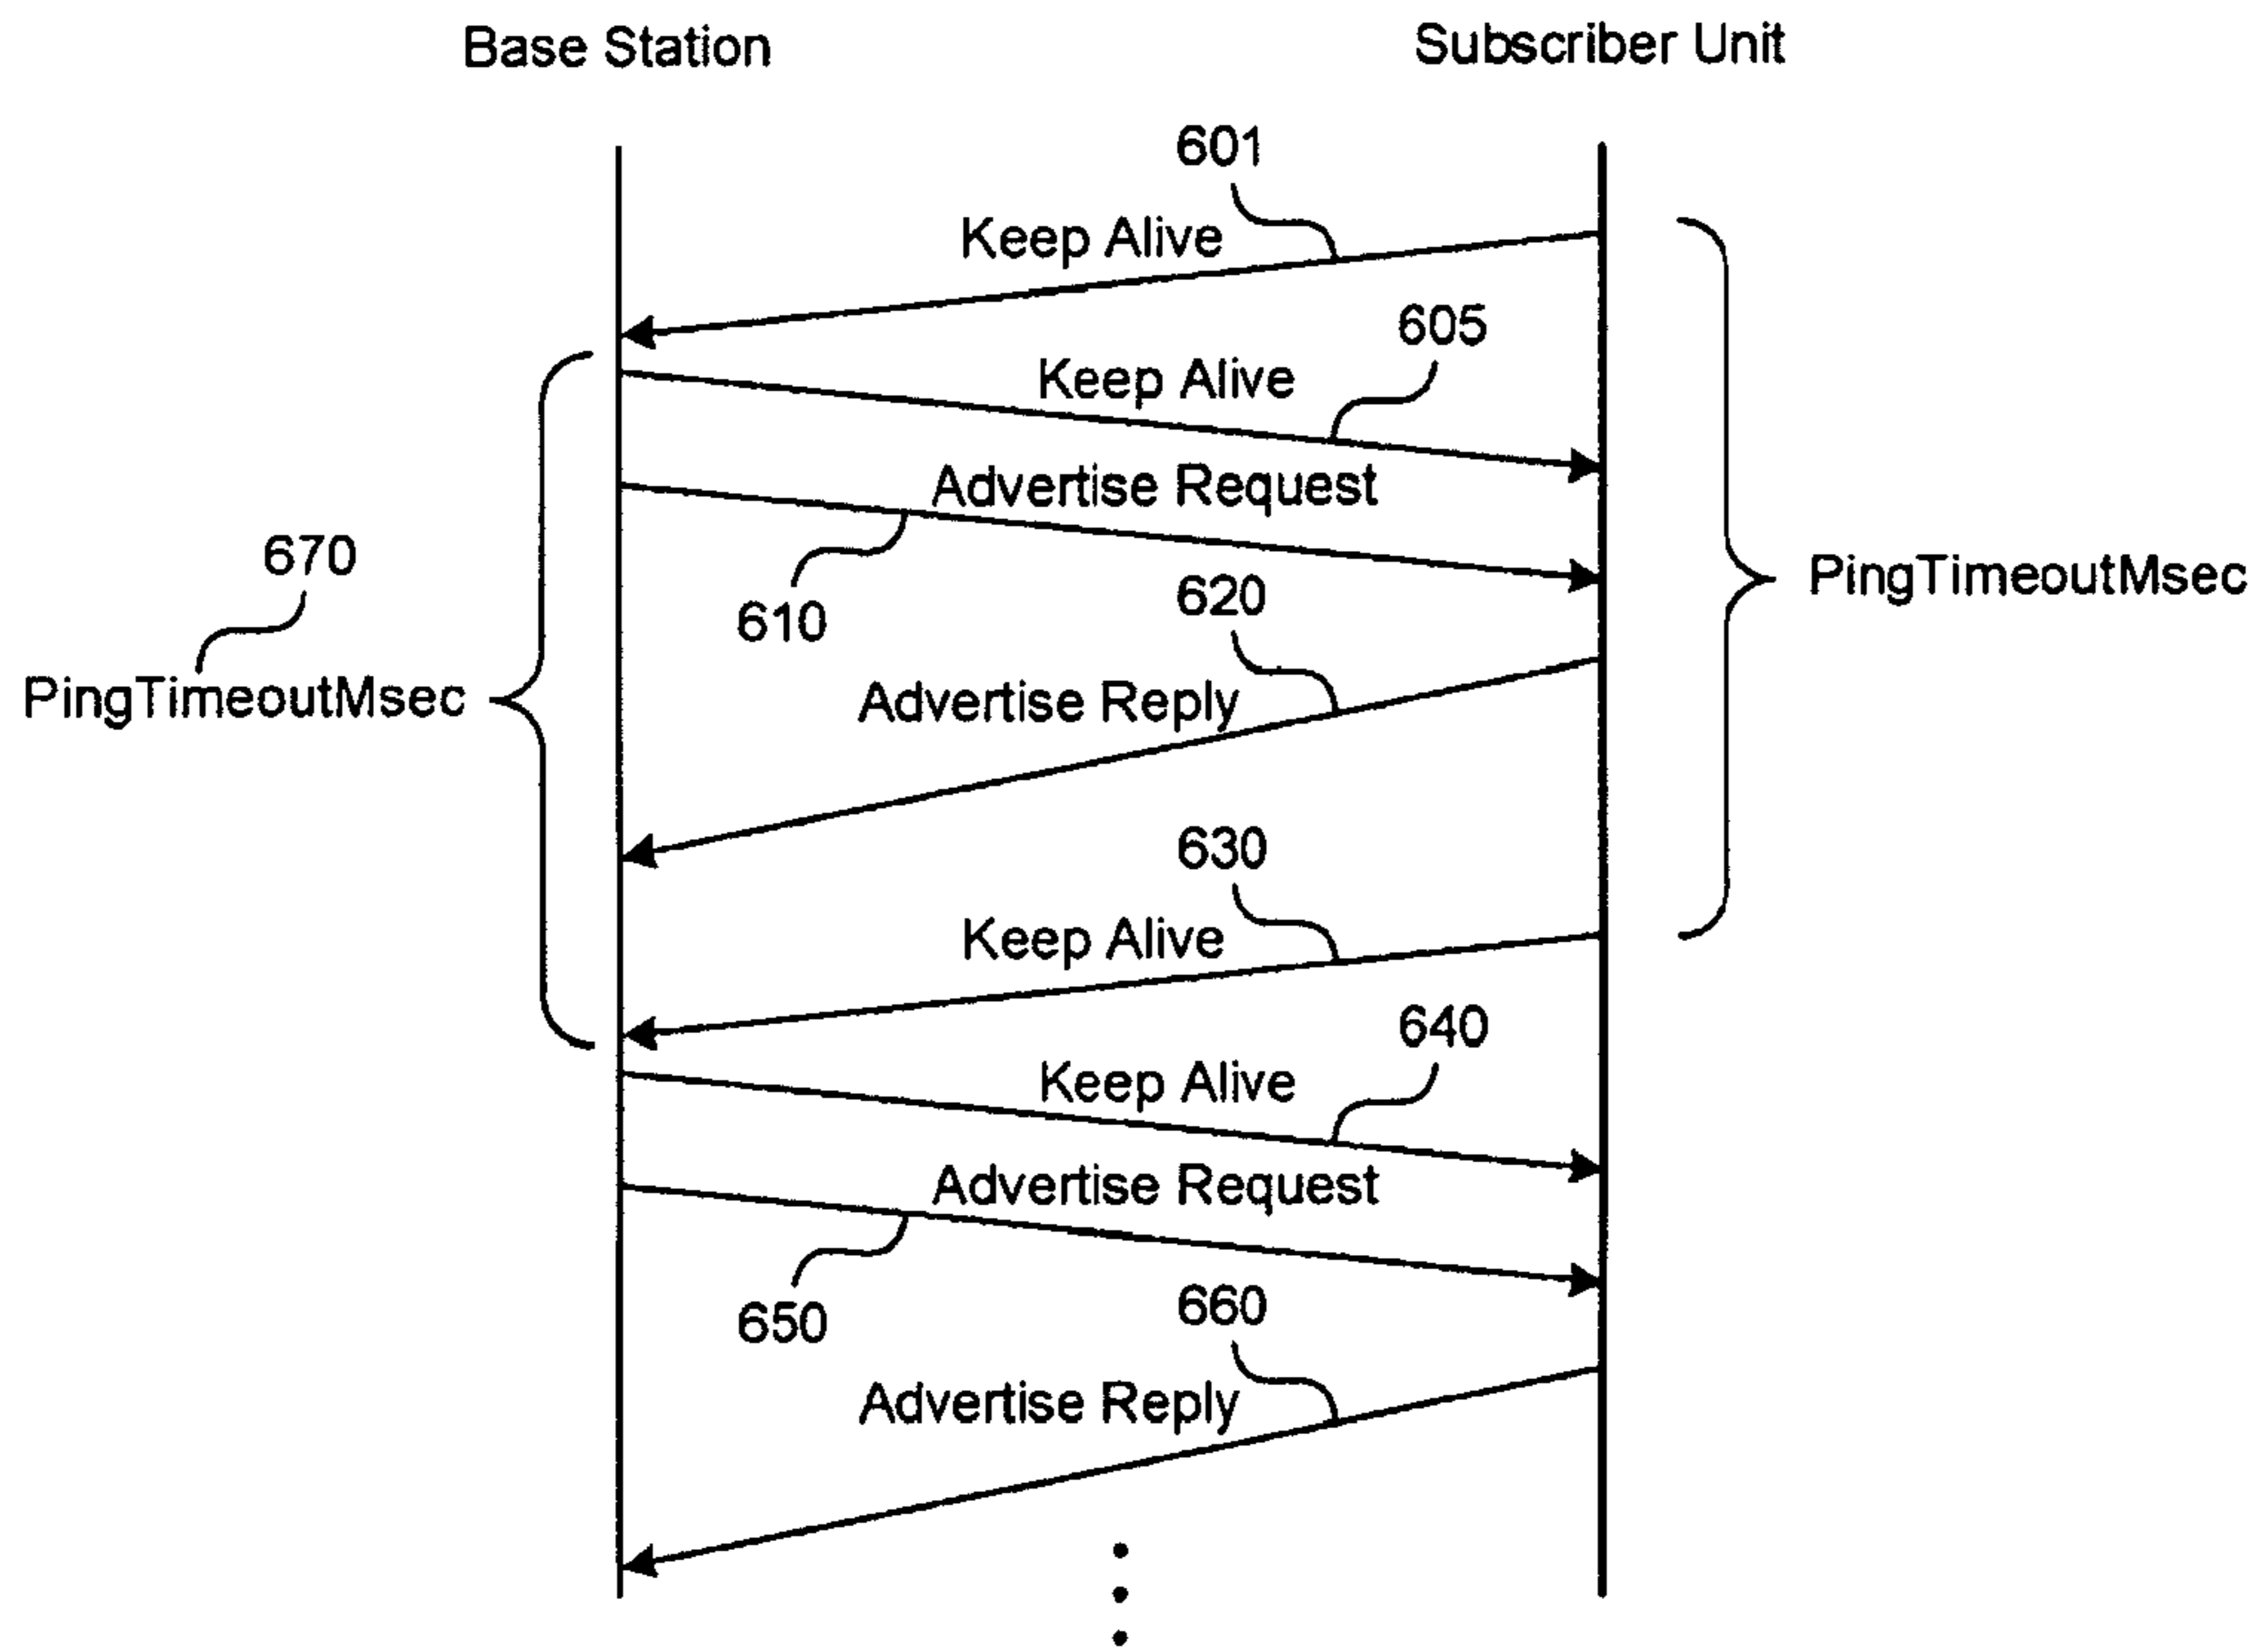 Base Station
Subscriber Unit
601
Keep Alive
605
Keep Alive
Advertise Request
670
PingTimeoutMsec
610
620
PingTimeoutMsec
Advertise Reply
630
Keep Alive
640
Keep Alive
Advertise Request
650
660
Advertise Reply